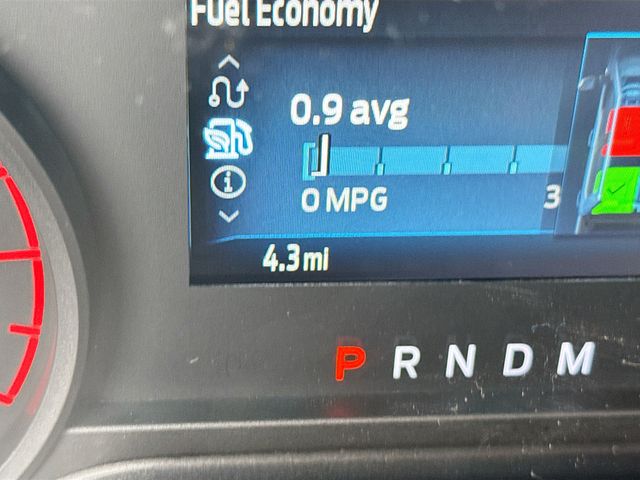 Fuel Economy
0.9 avg
0 MPG 3
4.3 mi
P R N D M